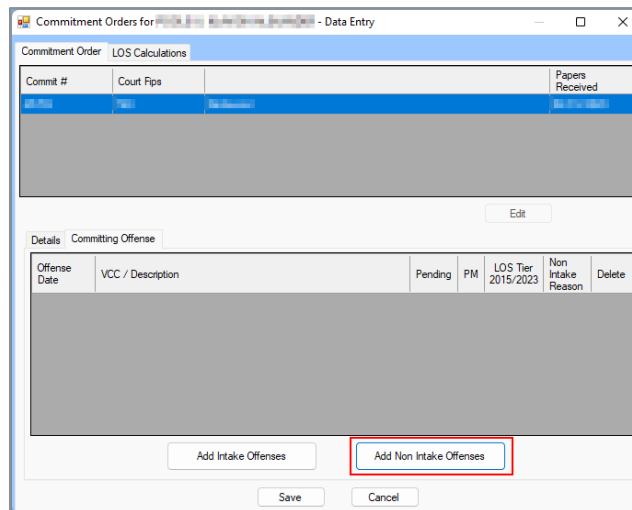 Commitment Orders for - Data Entry
Commitment Order LOS Calculations
Commit # Court Fips Papers Received
Edit
Details Committing Offense
Offense Date VCC / Description Pending PM LOS Tier 2015/2023 Non Intake Reason Delete
Add Intake Offenses Add Non Intake Offenses
Save Cancel